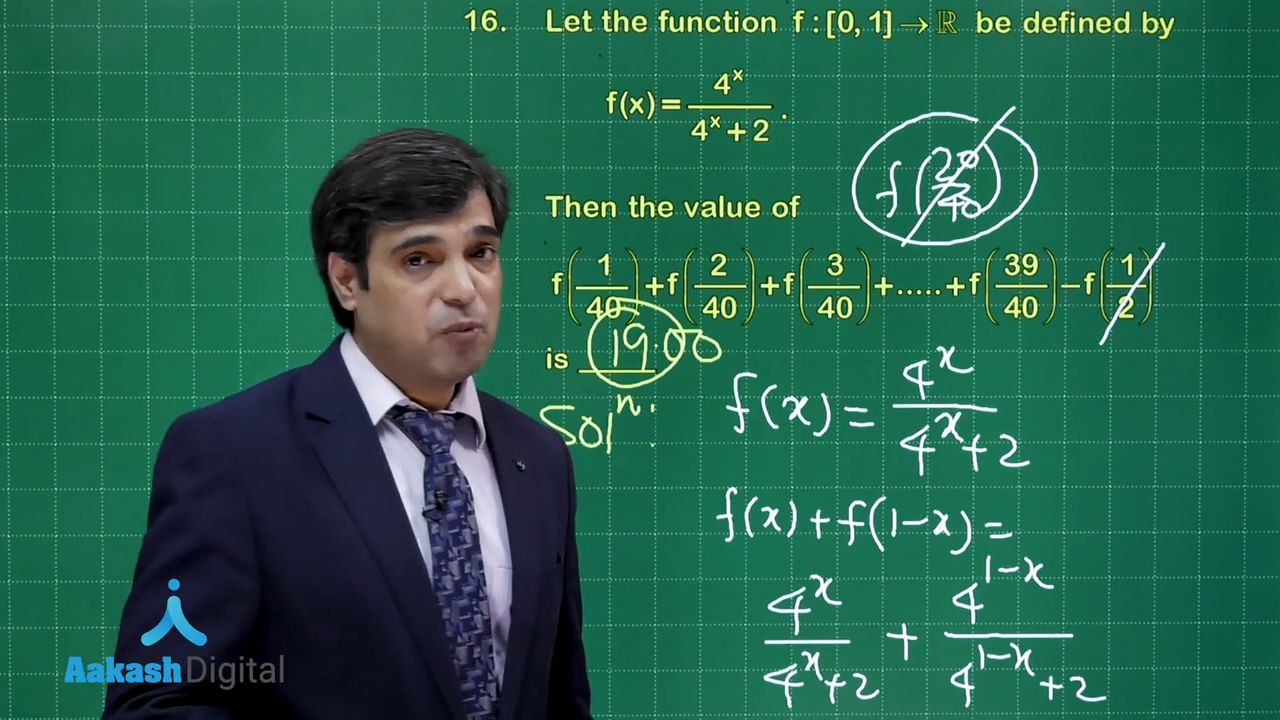 16. Let the function f : [0, 1] → ℝ be defined by
f(x) = 4^x / (4^x + 2) .
f(20/40)
Then the value of
f(1/40) + f(2/40) + f(3/40) + ..... + f(39/40) − f(1/2)
is 19.00
Solⁿ:
f(x) = 4^x / (4^x + 2)
f(x) + f(1−x) =
4^x / (4^x + 2) + 4^(1−x) / (4^(1−x) + 2)
Aakash Digital